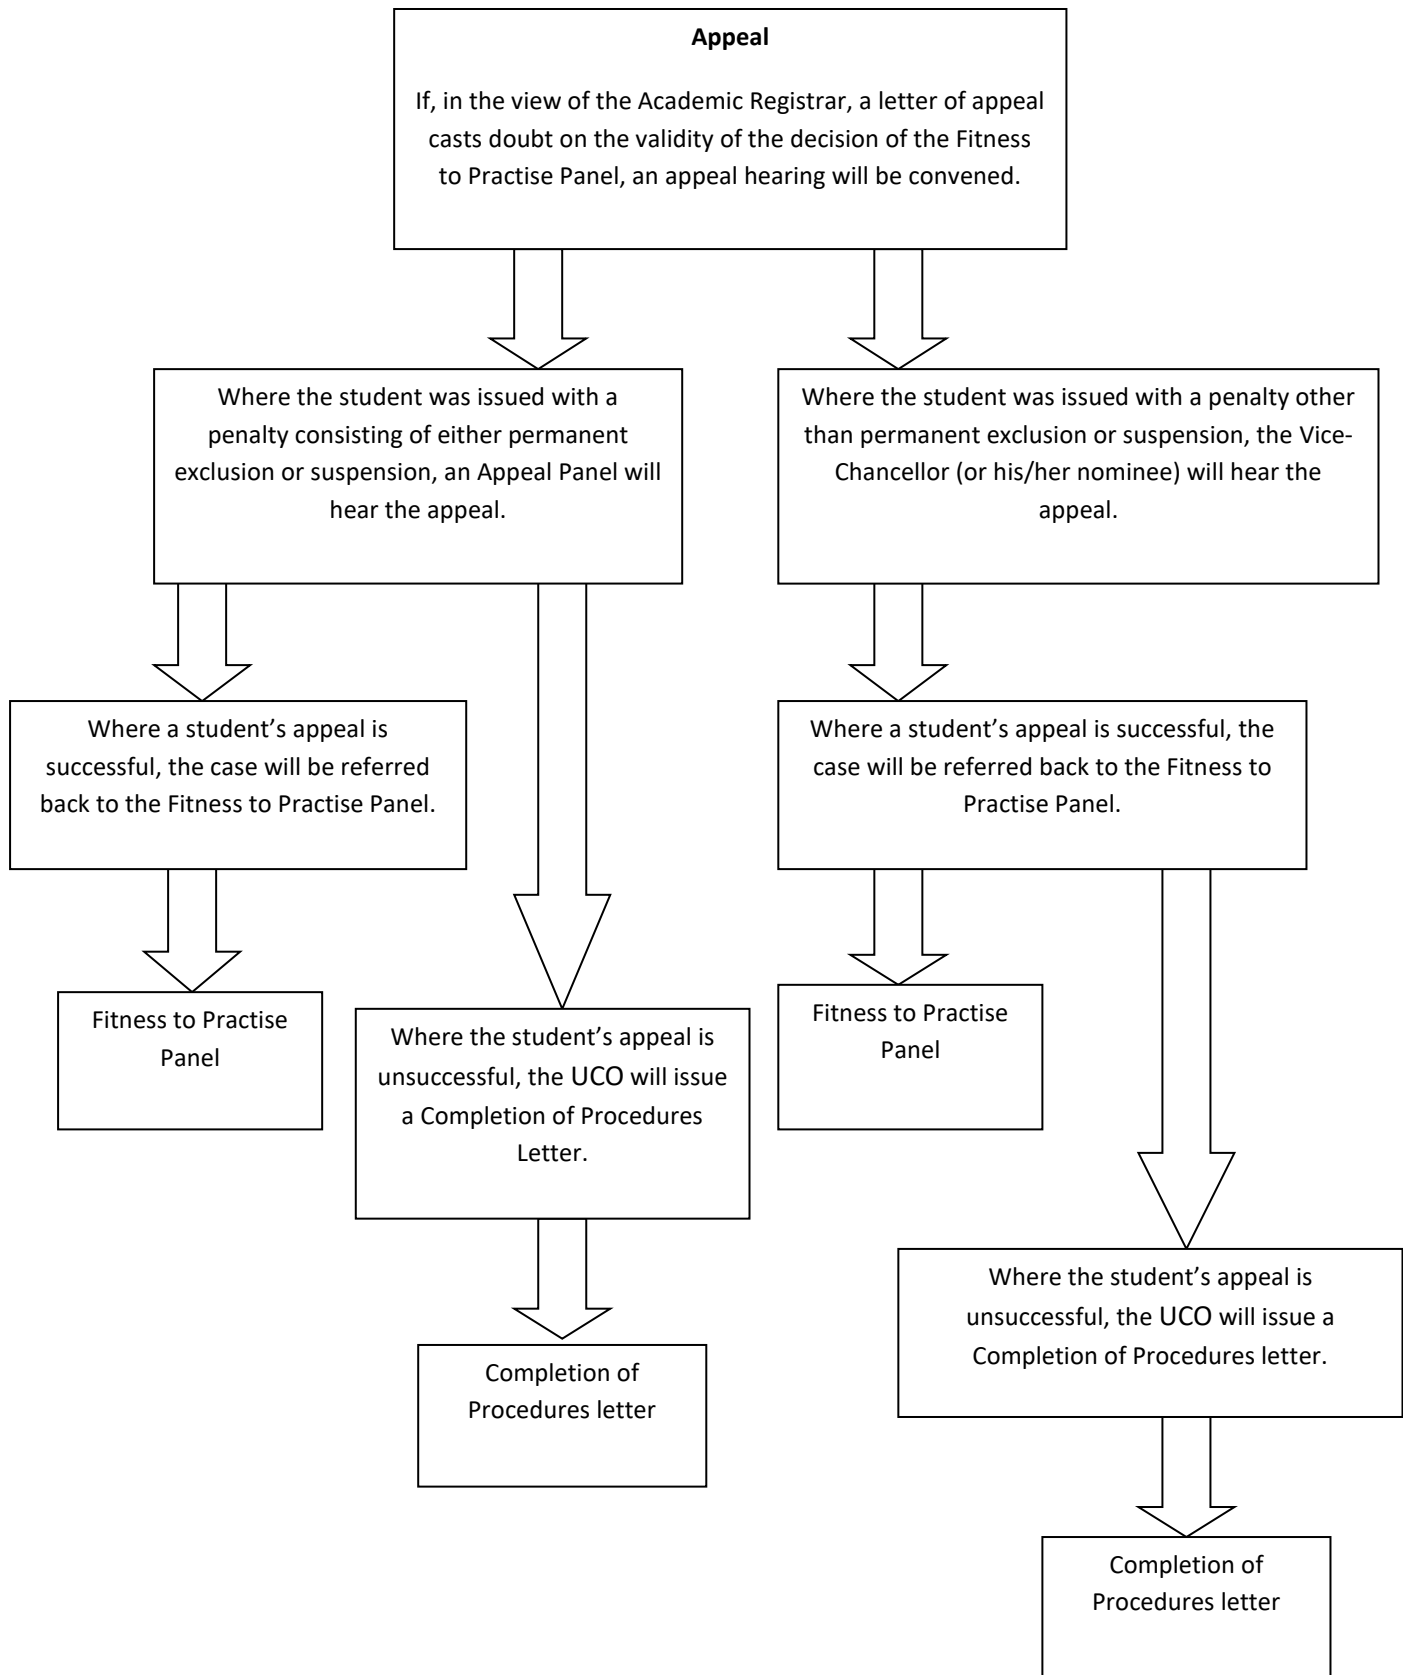 Appeal
If, in the view of the Academic Registrar, a letter of appeal
casts doubt on the validity of the decision of the Fitness
to Practise Panel, an appeal hearing will be convened.
Where the student was issued with a
penalty consisting of either permanent
exclusion or suspension, an Appeal Panel will
hear the appeal.
Where the student was issued with a penalty other
than permanent exclusion or suspension, the Vice-
Chancellor (or his/her nominee) will hear the
appeal.
Where a student’s appeal is
successful, the case will be referred
back to the Fitness to Practise Panel.
Where a student’s appeal is successful, the
case will be referred back to the Fitness to
Practise Panel.
Fitness to Practise
Panel
Where the student’s appeal is
unsuccessful, the UCO will issue
a Completion of Procedures
Letter.
Fitness to Practise
Panel
Where the student’s appeal is
unsuccessful, the UCO will issue a
Completion of Procedures letter.
Completion of
Procedures letter
Completion of
Procedures letter